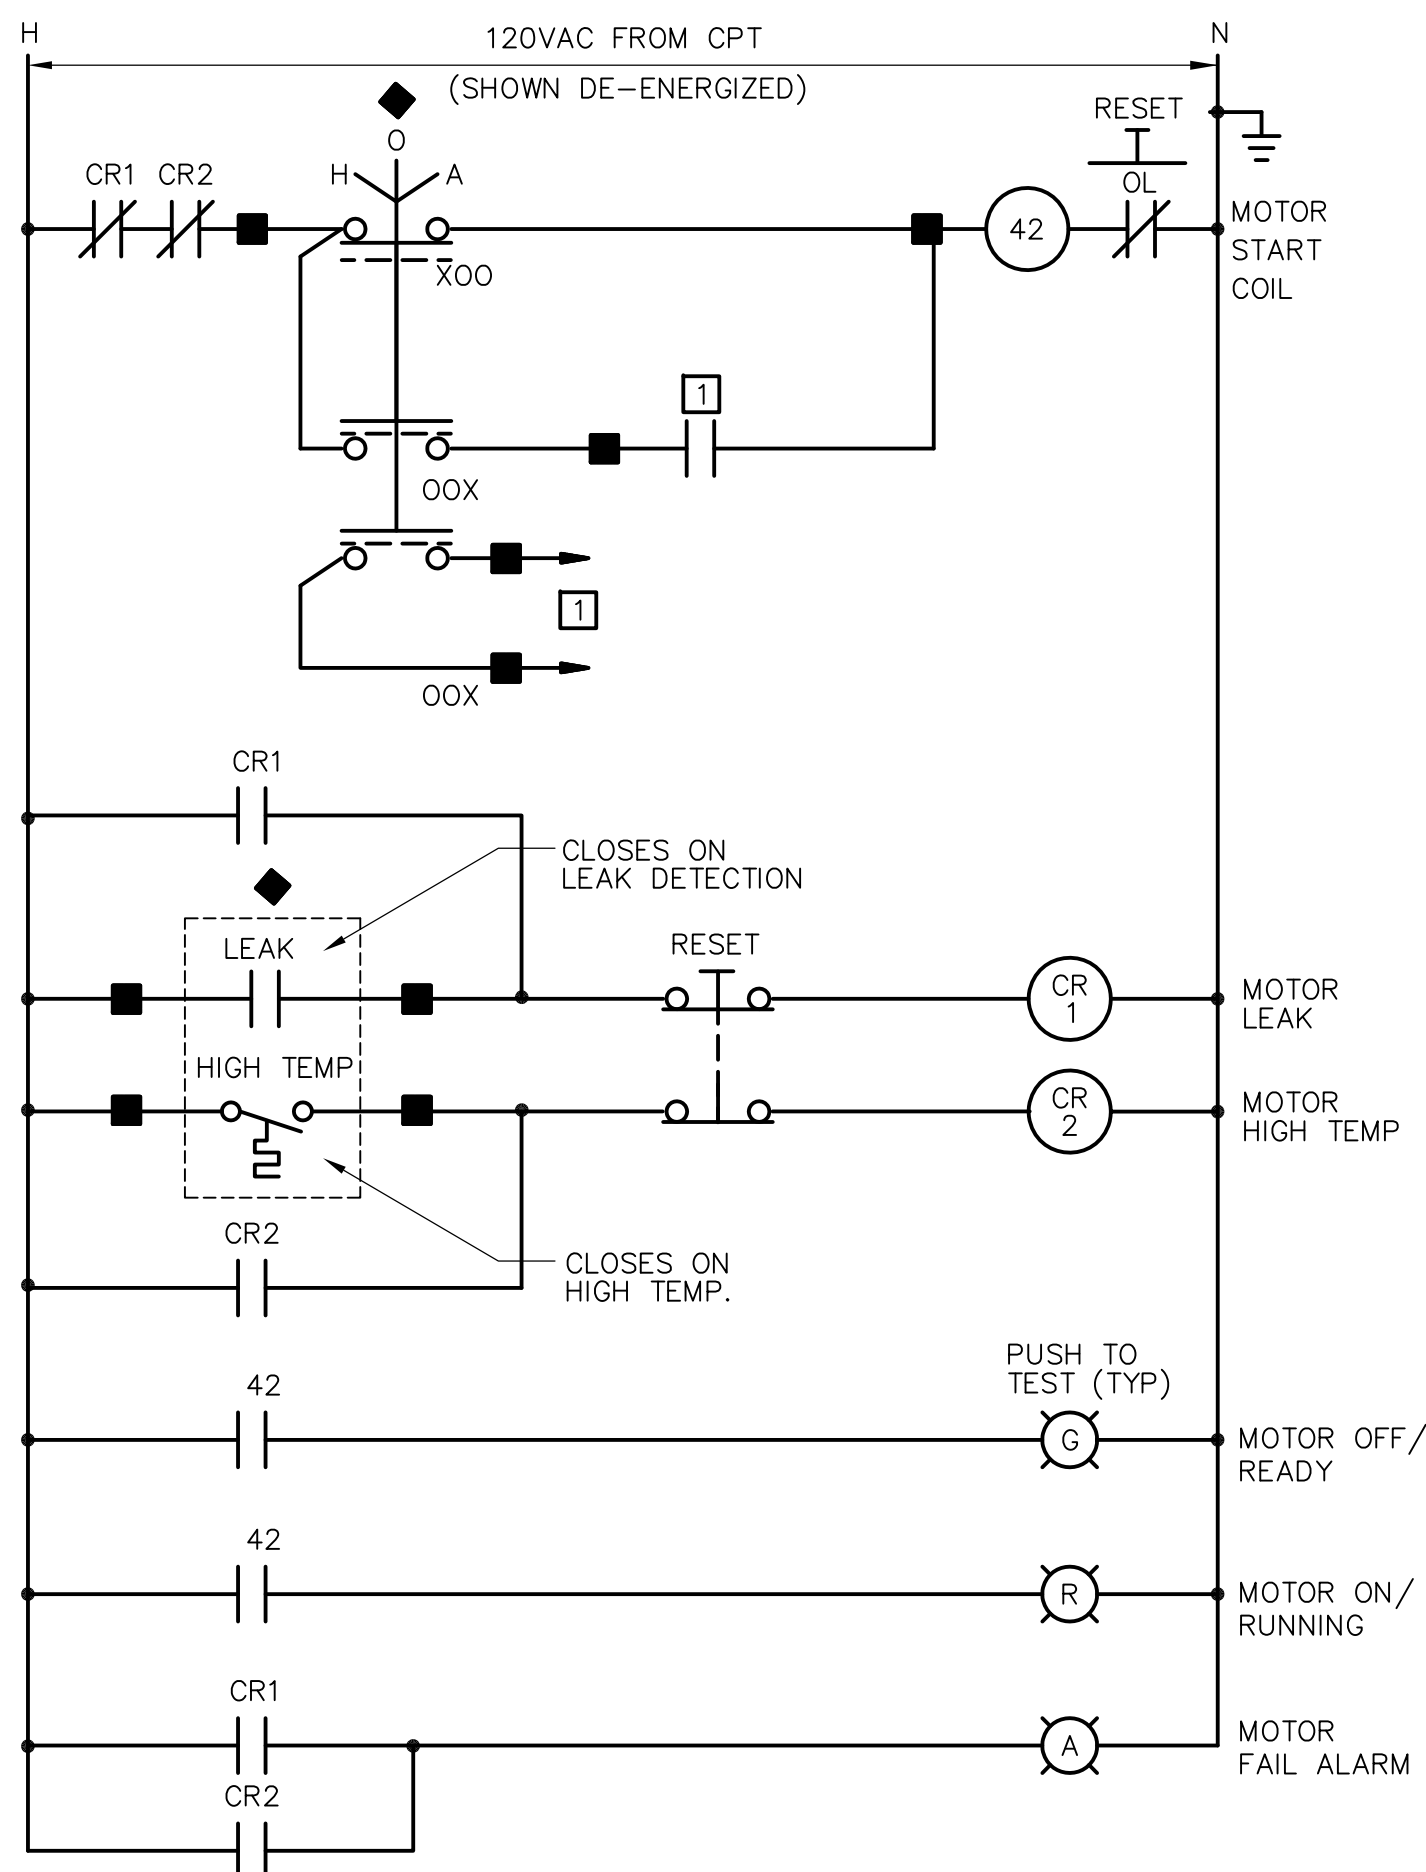 H
120VAC FROM CPT
N
(SHOWN DE-ENERGIZED)
RESET
O
H
A
CR1
CR2
OL
42
MOTOR
START
COIL
XOO
1
OOX
1
OOX
CR1
CLOSES ON
LEAK DETECTION
LEAK
RESET
CR
1
MOTOR
LEAK
HIGH TEMP
CR
2
MOTOR
HIGH TEMP
CR2
CLOSES ON
HIGH TEMP.
PUSH TO
TEST (TYP)
42
G
MOTOR OFF/
READY
42
R
MOTOR ON/
RUNNING
CR1
A
MOTOR
FAIL ALARM
CR2